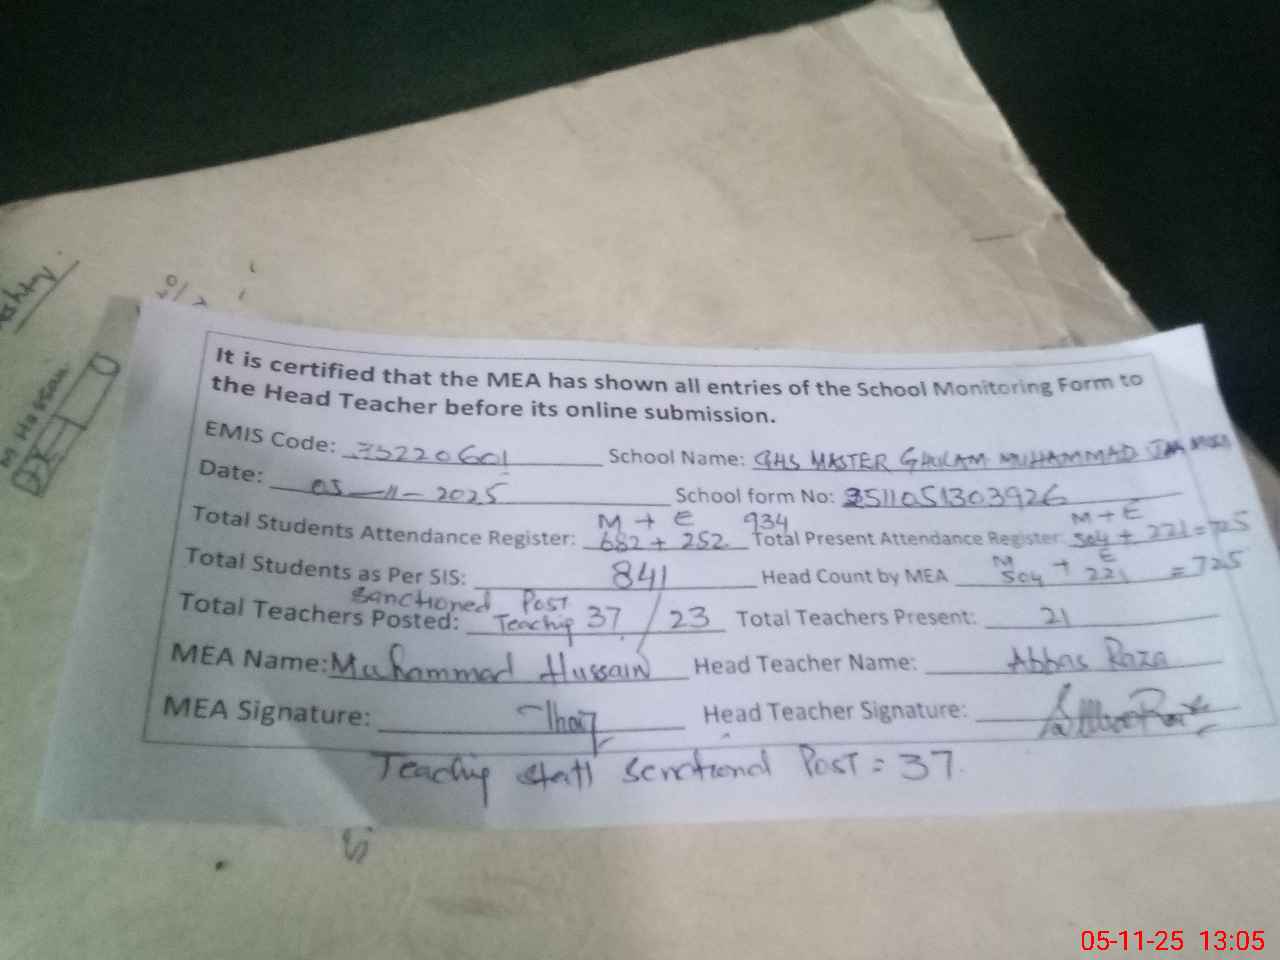 M Hassan
It is certified that the MEA has shown all entries of the School Monitoring Form to
the Head Teacher before its online submission.
EMIS Code: 35220601 School Name: GHS MASTER GHULAM MUHAMMAD
Date: 05-11-2025 School form No: 3511051303926
M + E 934 M + E
Total Students Attendance Register: 682 + 252 Total Present Attendance Register: 504 + 221 = 725
M E
Total Students as Per SIS: 841 Head Count by MEA 504 + 221 = 725
Sanctioned Post
Total Teachers Posted: Teachig 37 / 23 Total Teachers Present: 21
MEA Name: Muhammad Hussain Head Teacher Name: Abbas Raza
MEA Signature: Head Teacher Signature:
Teachig staff Senctional Post = 37.
05-11-25 13:05